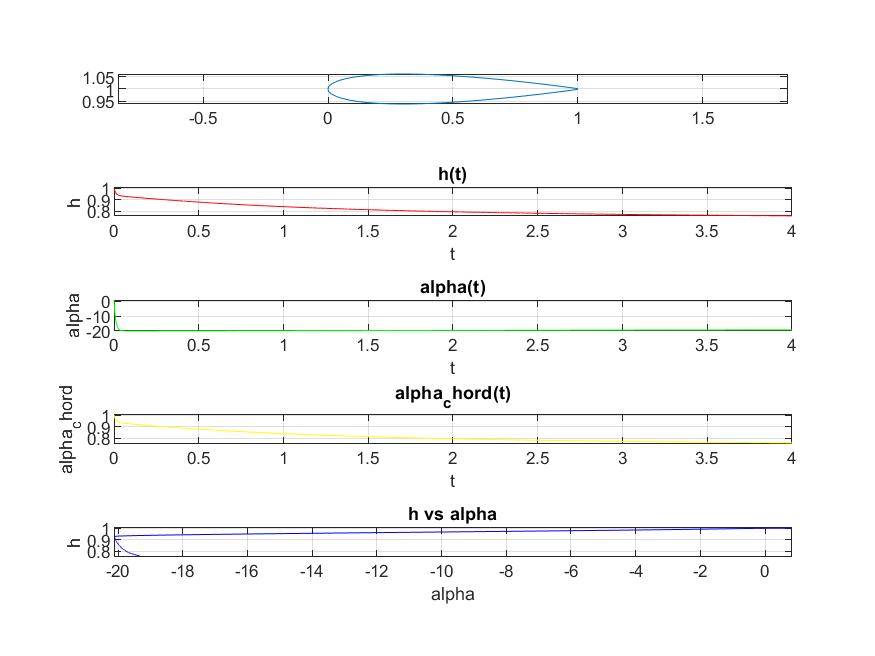 1.05
1
0.95
-0.5 0 0.5 1 1.5
h(t)
1
0.9
0.8
h
0 0.5 1 1.5 2 2.5 3 3.5 4
t
alpha(t)
0
-10
-20
alpha
0 0.5 1 1.5 2 2.5 3 3.5 4
t
alpha_chord(t)
1
0.9
0.8
alpha_chord
0 0.5 1 1.5 2 2.5 3 3.5 4
t
h vs alpha
1
0.9
0.8
h
-20 -18 -16 -14 -12 -10 -8 -6 -4 -2 0
alpha